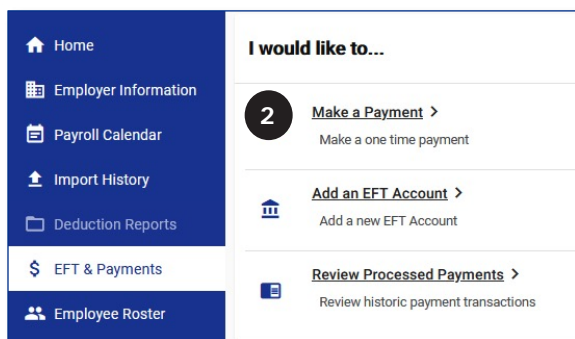 Home
Employer Information
Payroll Calendar
Import History
Deduction Reports
EFT & Payments
Employee Roster
I would like to...
2
Make a Payment >
Make a one time payment
Add an EFT Account >
Add a new EFT Account
Review Processed Payments >
Review historic payment transactions